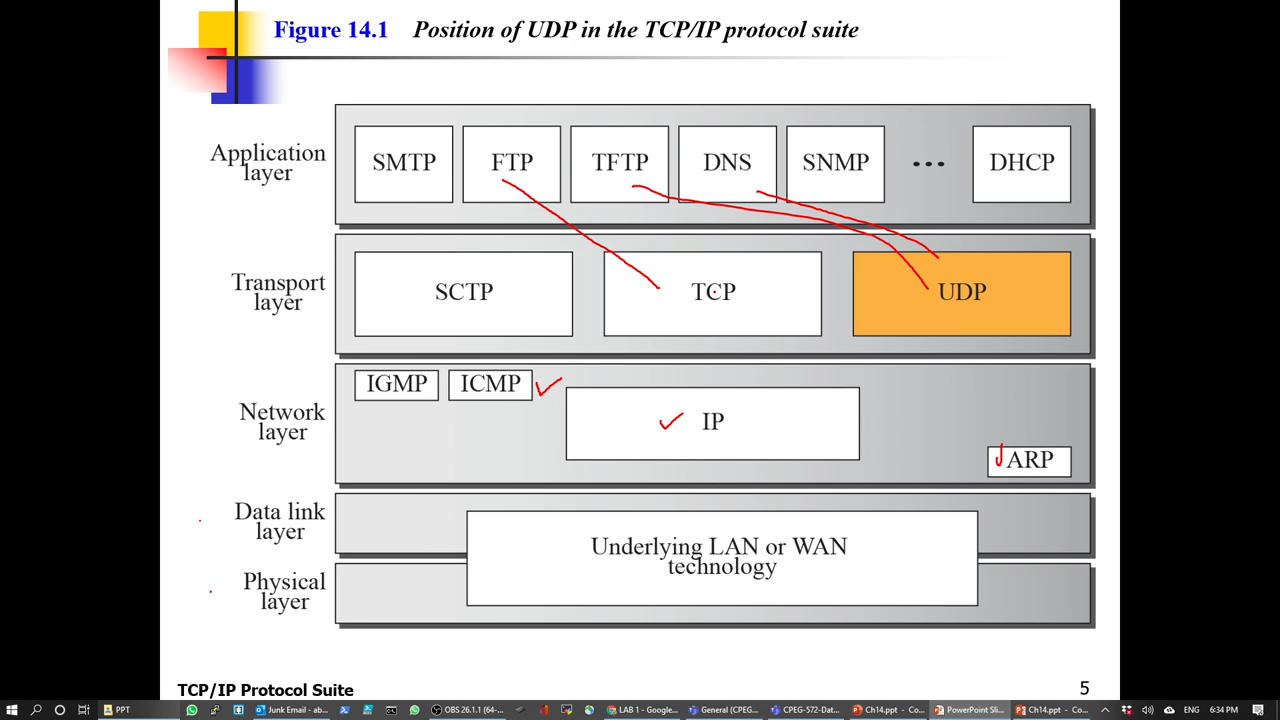 Figure 14.1 Position of UDP in the TCP/IP protocol suite
Application
layer
SMTP FTP TFTP DNS SNMP ... DHCP
Transport
layer
SCTP TCP UDP
IGMP ICMP
Network
layer
IP
ARP
Data link
layer
Underlying LAN or WAN
technology
Physical
layer
TCP/IP Protocol Suite 5
PPT Junk Email - ab... OBS 26.1.1 (64-... LAB 1 - Google... General (CPEG... CPEG-572-Data... Ch14.ppt - Co... PowerPoint Sli... Ch14.ppt - Co... ENG 6:34 PM